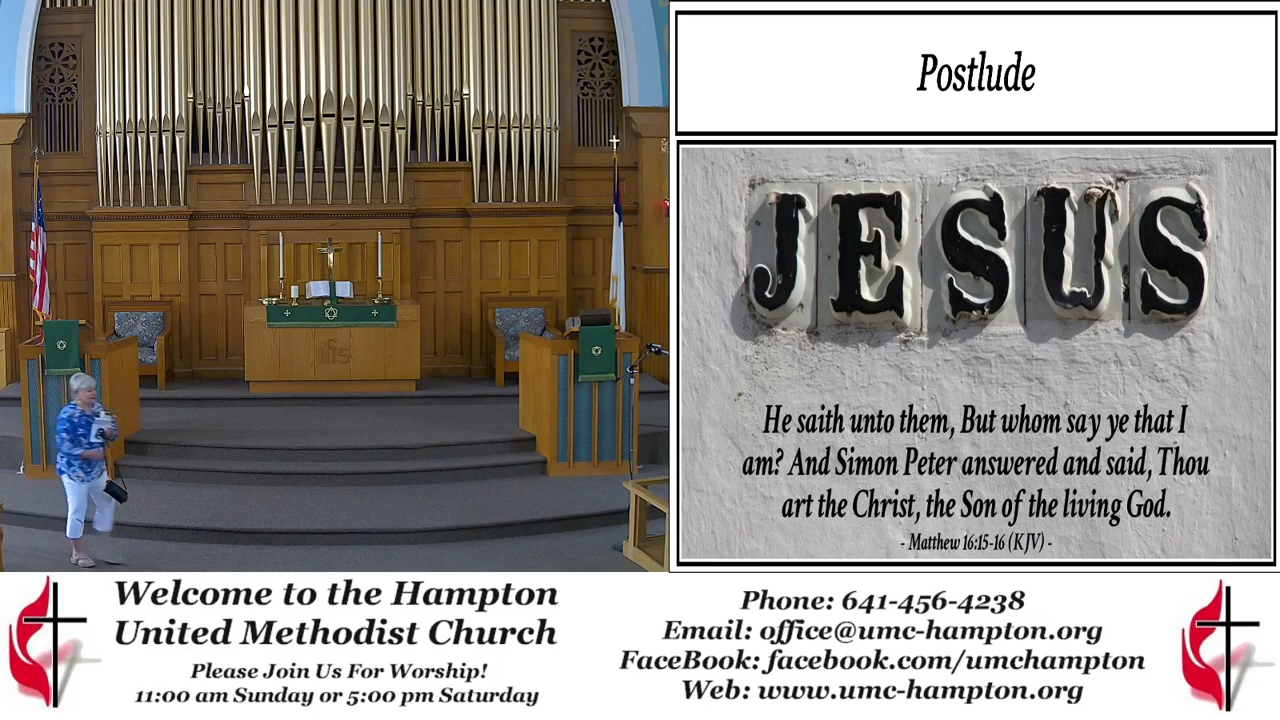 Postlude
JESUS
He saith unto them, But whom say ye that I
am? And Simon Peter answered and said, Thou
art the Christ, the Son of the living God.
- Matthew 16:15-16 (KJV) -
ihs
Welcome to the Hampton
United Methodist Church
Please Join Us For Worship!
11:00 am Sunday or 5:00 pm Saturday
Phone: 641-456-4238
Email: office@umc-hampton.org
FaceBook: facebook.com/umchampton
Web: www.umc-hampton.org